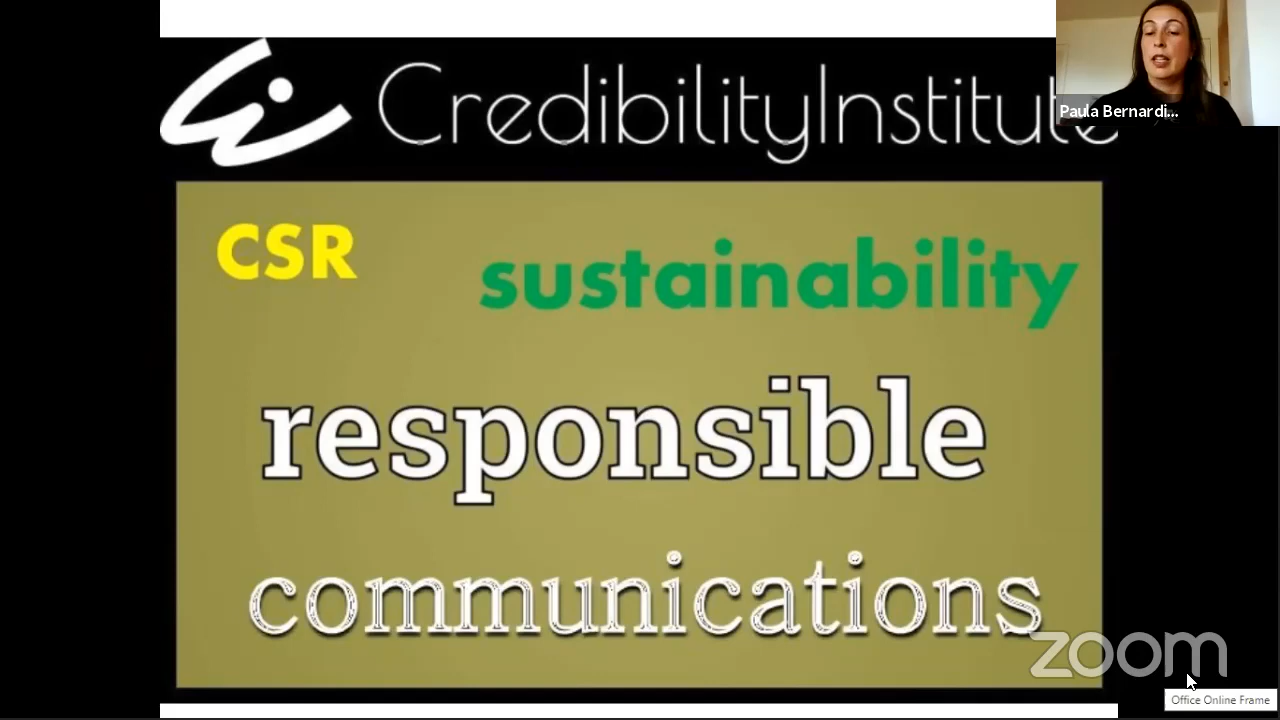 CredibilityInstitute
Paula Bernardi...
CSR
sustainability
responsible
communications
zoom
Office Online Frame